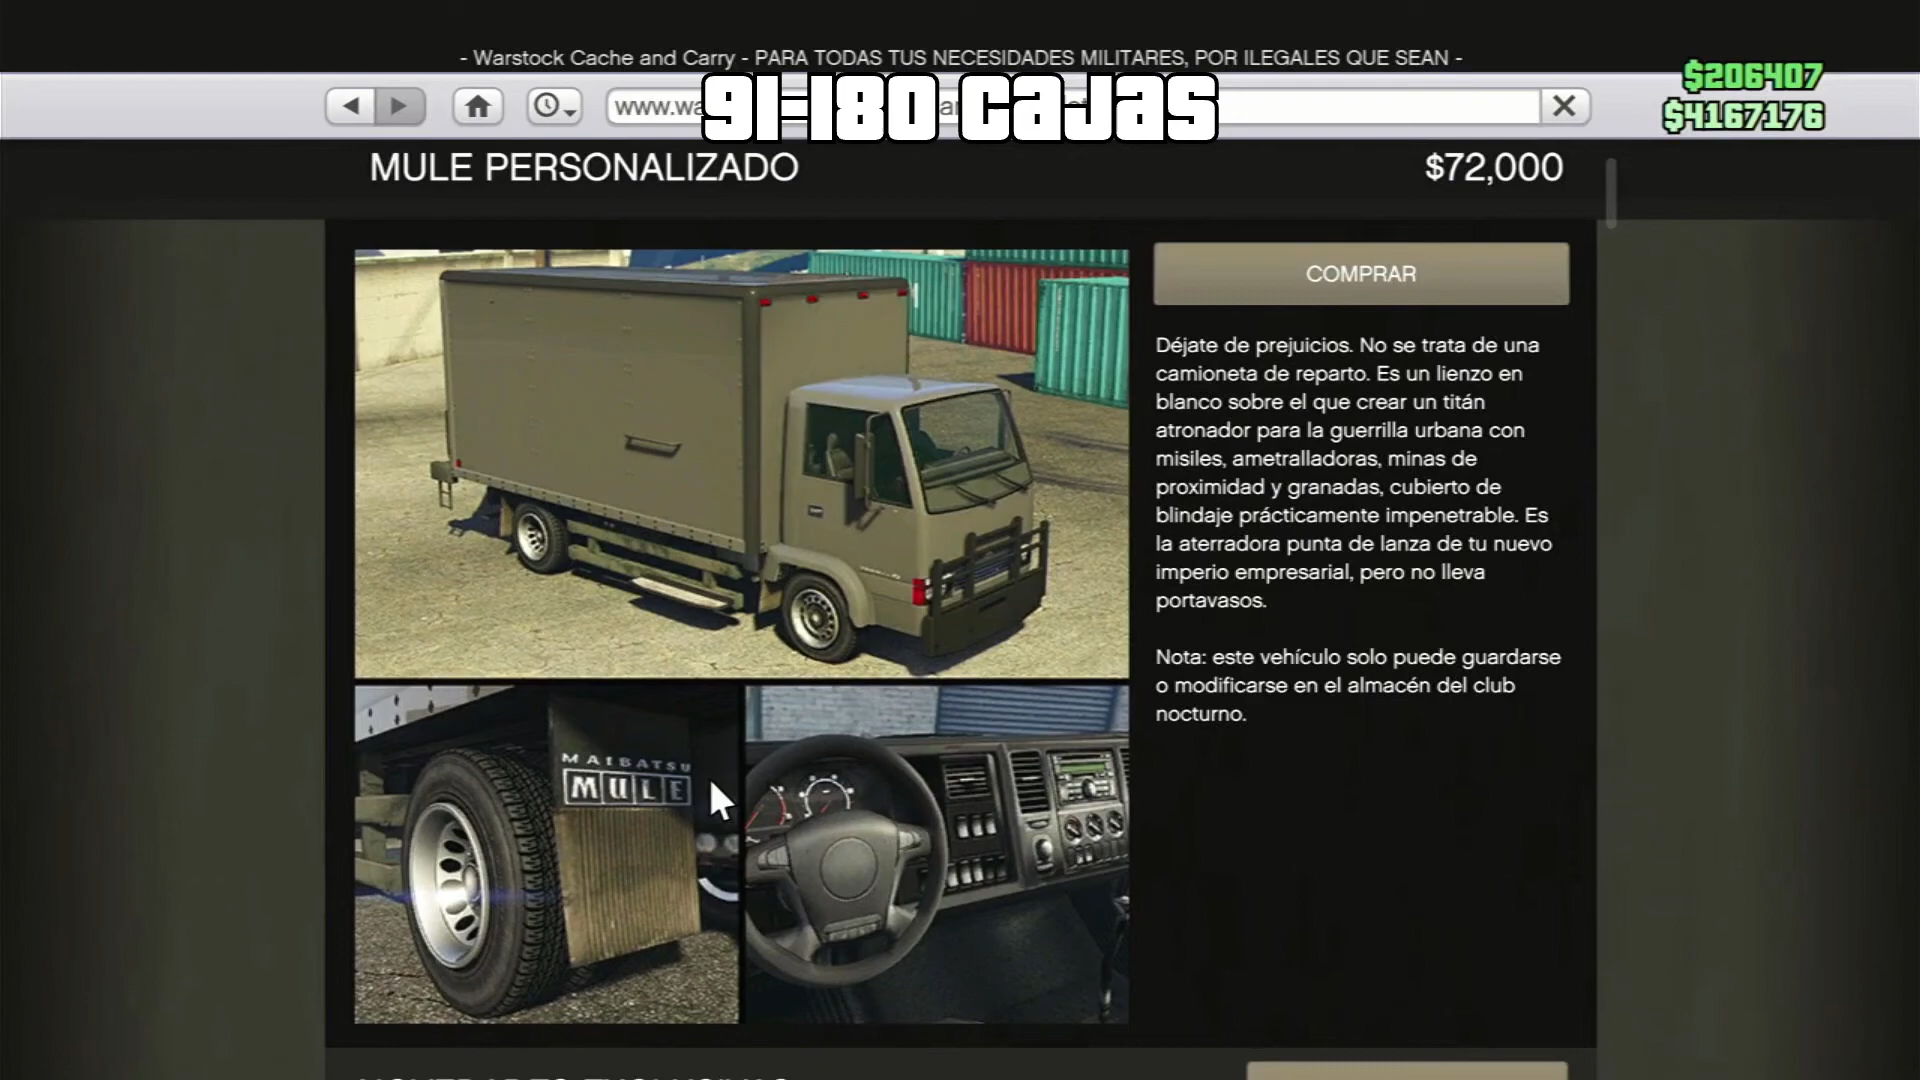 - Warstock Cache and Carry - PARA TODAS TUS NECESIDADES MILITARES, POR ILEGALES QUE SEAN -
$206407
$4167176
91-180 CAJAS
MULE PERSONALIZADO
$72,000
COMPRAR
Déjate de prejuicios. No se trata de una
camioneta de reparto. Es un lienzo en
blanco sobre el que crear un titán
atronador para la guerrilla urbana con
misiles, ametralladoras, minas de
proximidad y granadas, cubierto de
blindaje prácticamente impenetrable. Es
la aterradora punta de lanza de tu nuevo
imperio empresarial, pero no lleva
portavasos.
Nota: este vehículo solo puede guardarse
o modificarse en el almacén del club
nocturno.
MAIBATSU
MULE